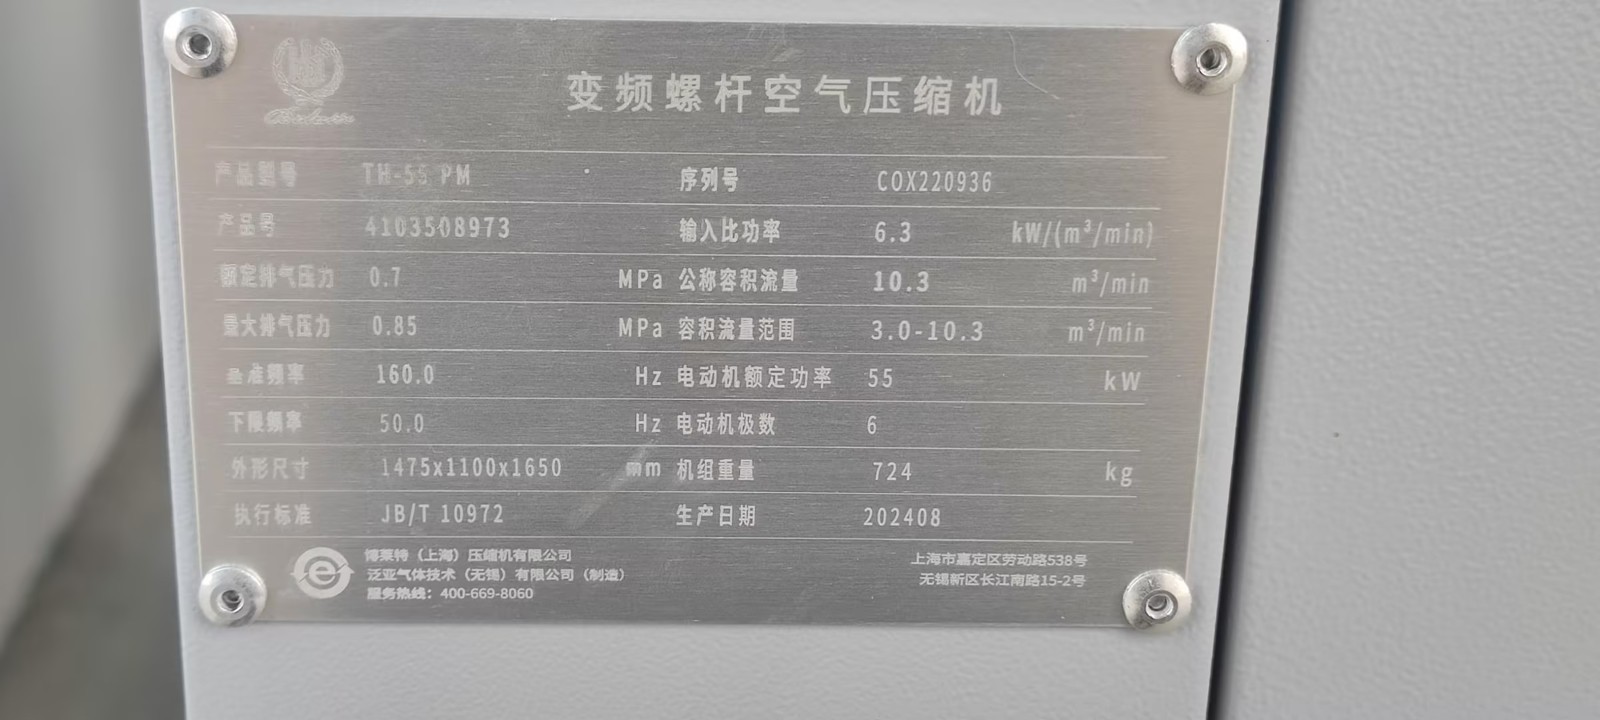 变频螺杆空气压缩机
产品型号 TH-55 PM 序列号 COX220936
产品号 4103508973 输入比功率 6.3 kW/(m³/min)
额定排气压力 0.7 MPa 公称容积流量 10.3 m³/min
最大排气压力 0.85 MPa 容积流量范围 3.0-10.3 m³/min
基准频率 160.0 Hz 电动机额定功率 55 kW
下限频率 50.0 Hz 电动机极数 6
外形尺寸 1475x1100x1650 mm 机组重量 724 kg
执行标准 JB/T 10972 生产日期 202408
博莱特（上海）压缩机有限公司 上海市嘉定区劳动路538号
泛亚气体技术（无锡）有限公司（制造） 无锡新区长江南路15-2号
服务热线：400-669-8060